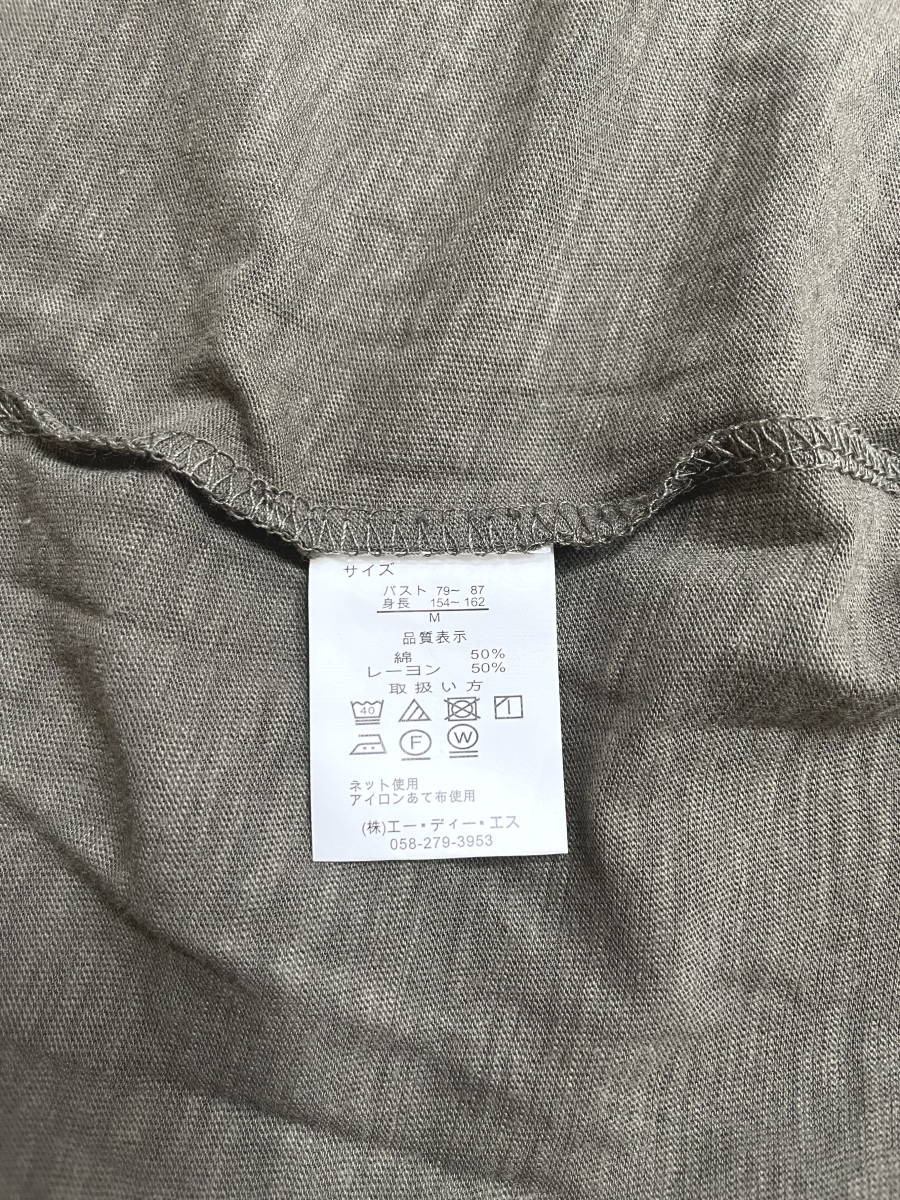 サイズ
バスト 79～ 87
身長 154～ 162
M
品質表示
綿 50%
レーヨン 50%
取扱い方
40
F W
ネット使用
アイロンあて布使用
(株)エー・ディー・エス
058-279-3953